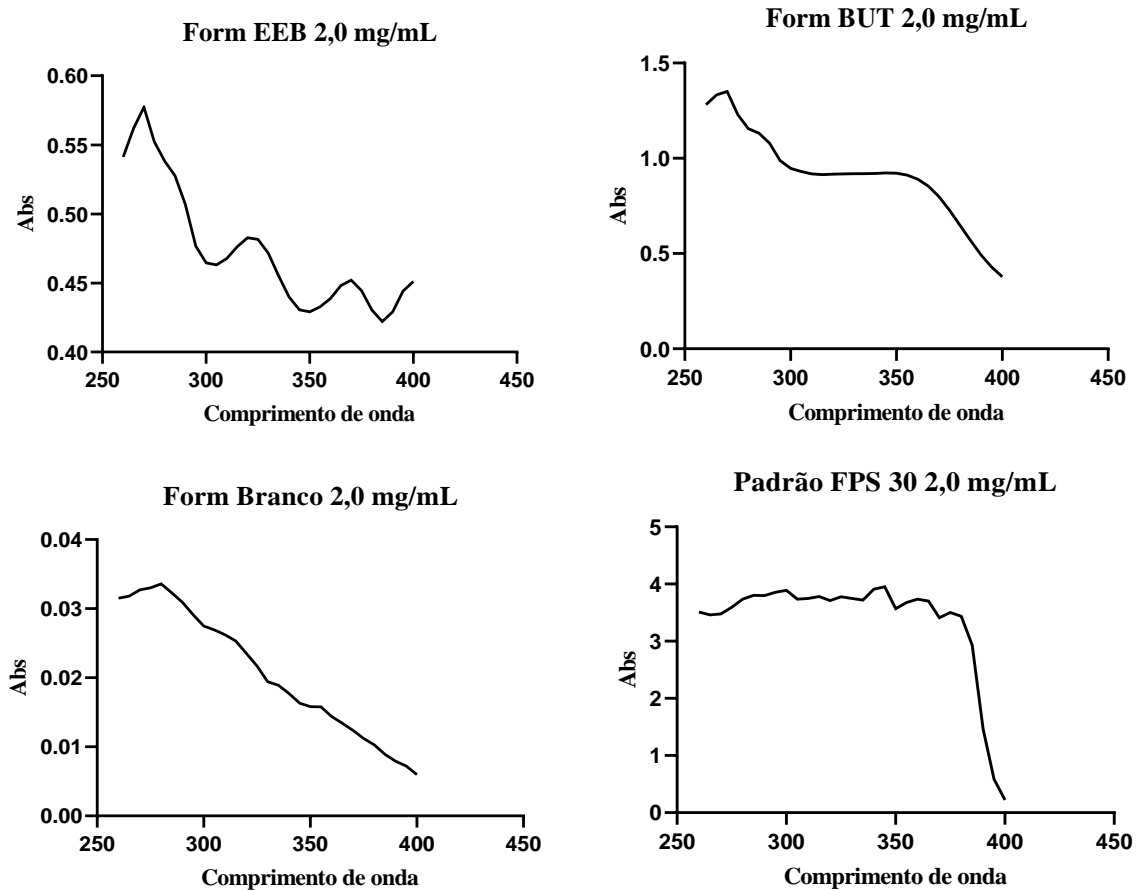 Form EEB 2,0 mg/mL
0.60
0.55
0.50
0.45
0.40
Abs
250 300 350 400 450
Comprimento de onda
Form BUT 2,0 mg/mL
1.5
1.0
0.5
0.0
Abs
250 300 350 400 450
Comprimento de onda
Form Branco 2,0 mg/mL
0.04
0.03
0.02
0.01
0.00
Abs
250 300 350 400 450
Comprimento de onda
Padrão FPS 30 2,0 mg/mL
5
4
3
2
1
0
Abs
250 300 350 400 450
Comprimento de onda